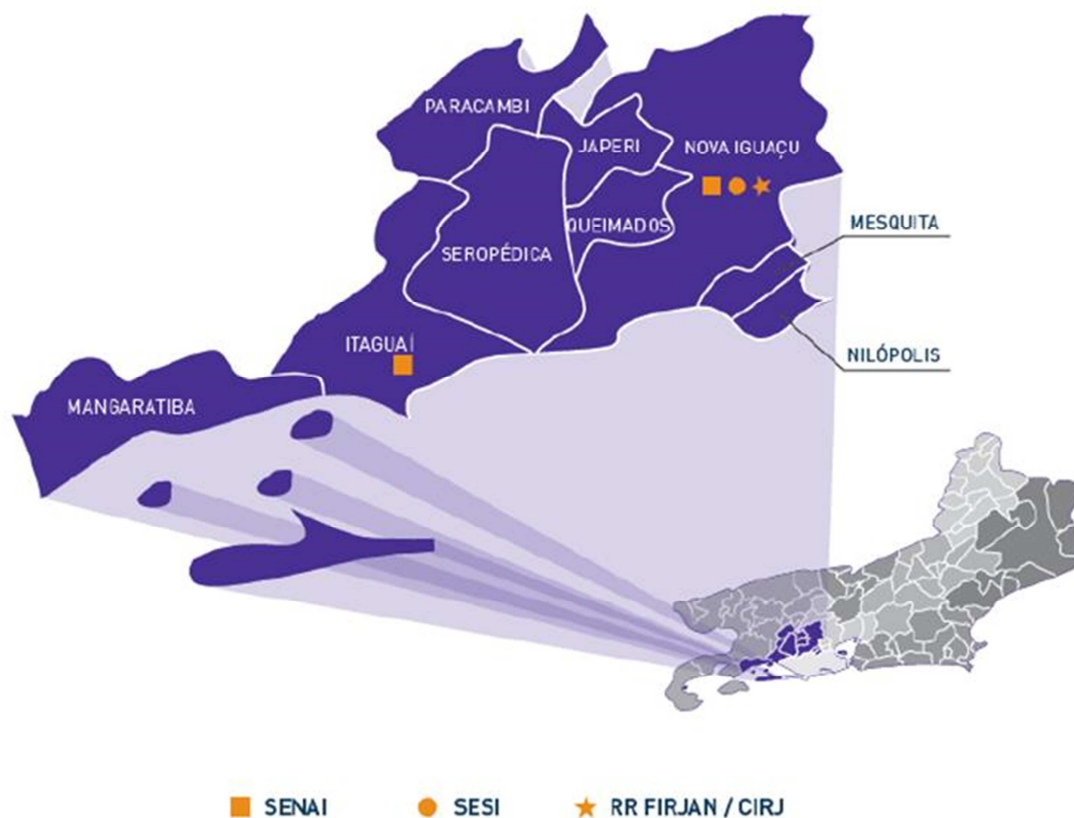 PARACAMBI
JAPERI
NOVA IGUAÇU
MESQUITA
QUEIMADOS
SEROPÉDICA
ITAGUAÍ
NILÓPOLIS
MANGARATIBA
SENAI
SESI
RR FIRJAN / CIRJ